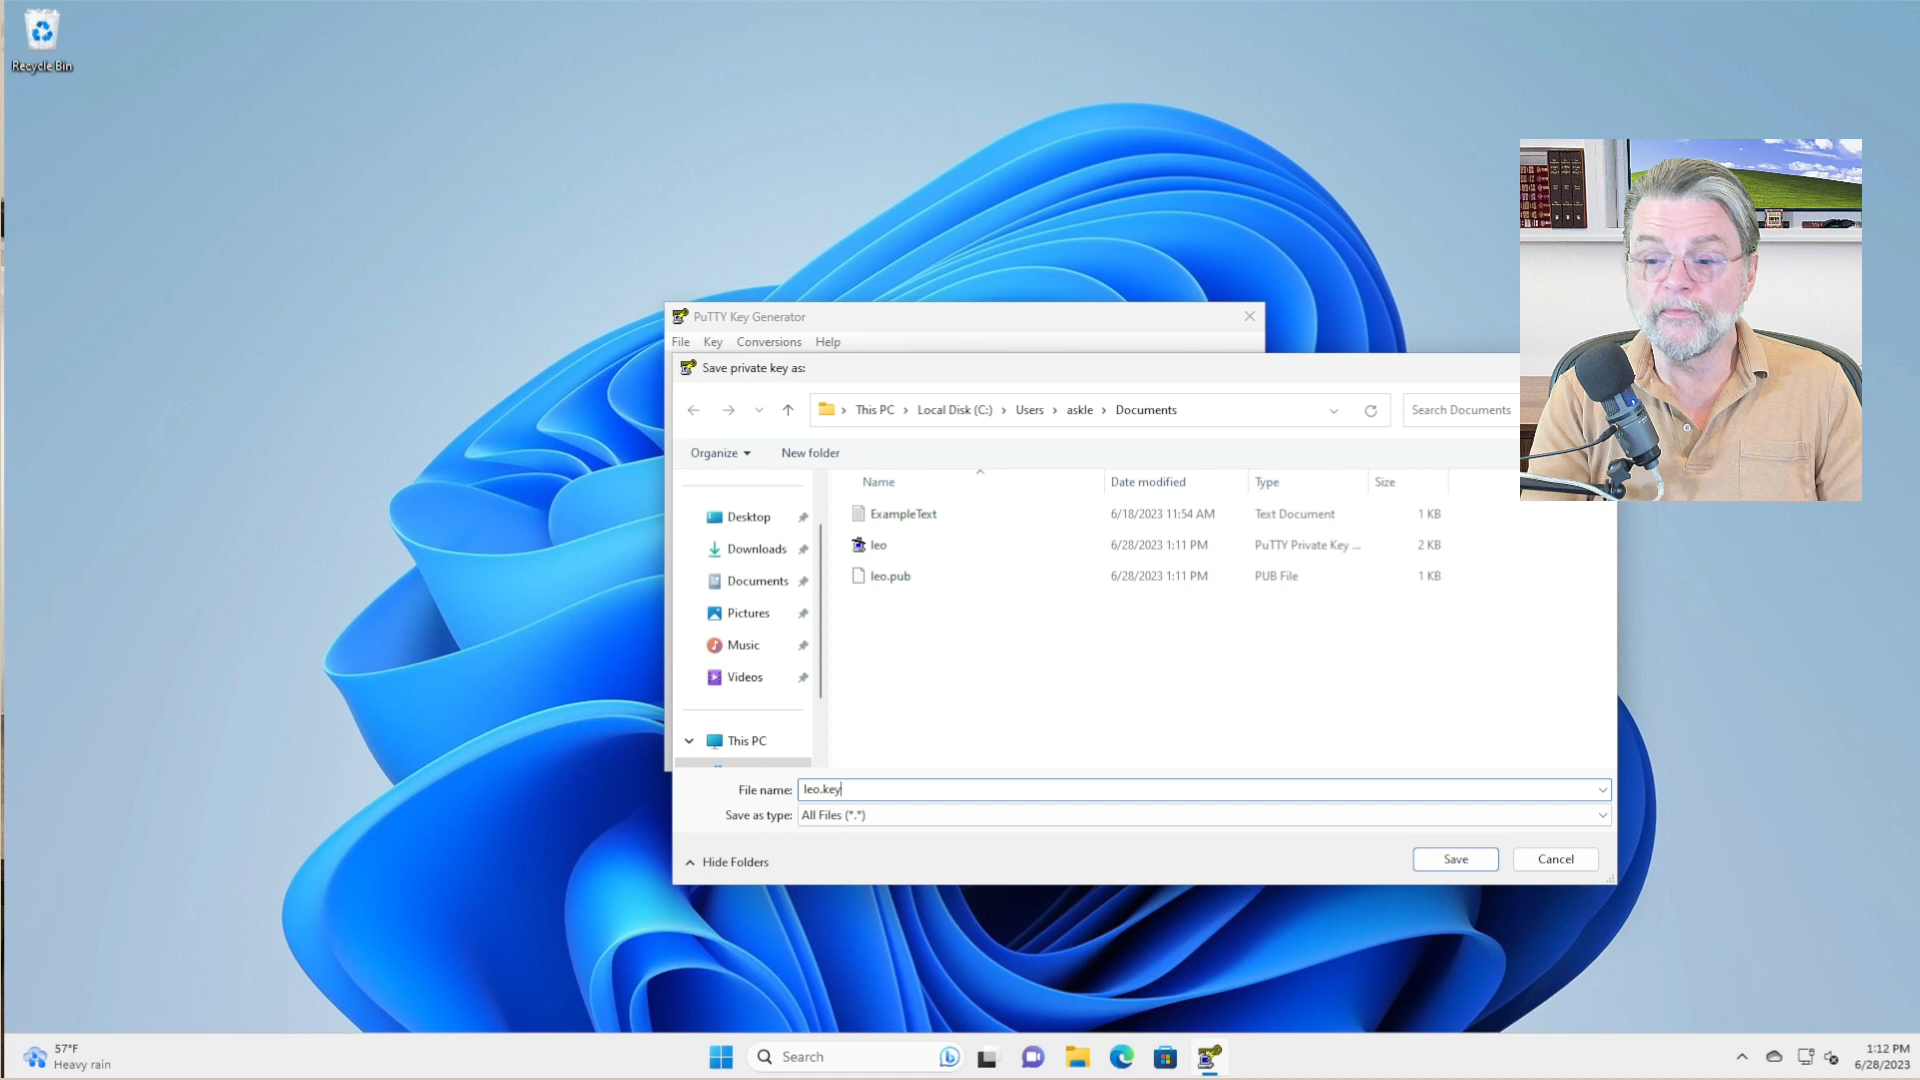 Recycle Bin
PuTTY Key Generator
File Key Conversions Help
Save private key as:
This PC > Local Disk (C:) > Users > askle > Documents
Search Documents
Organize
New folder
Name Date modified Type Size
ExampleText 6/18/2023 11:54 AM Text Document 1 KB
leo 6/28/2023 1:11 PM PuTTY Private Key ... 2 KB
leo.pub 6/28/2023 1:11 PM PUB File 1 KB
Desktop
Downloads
Documents
Pictures
Music
Videos
This PC
File name: leo.key
Save as type: All Files (*.*)
Hide Folders
Save Cancel
57°F
Heavy rain
Search
1:12 PM
6/28/2023